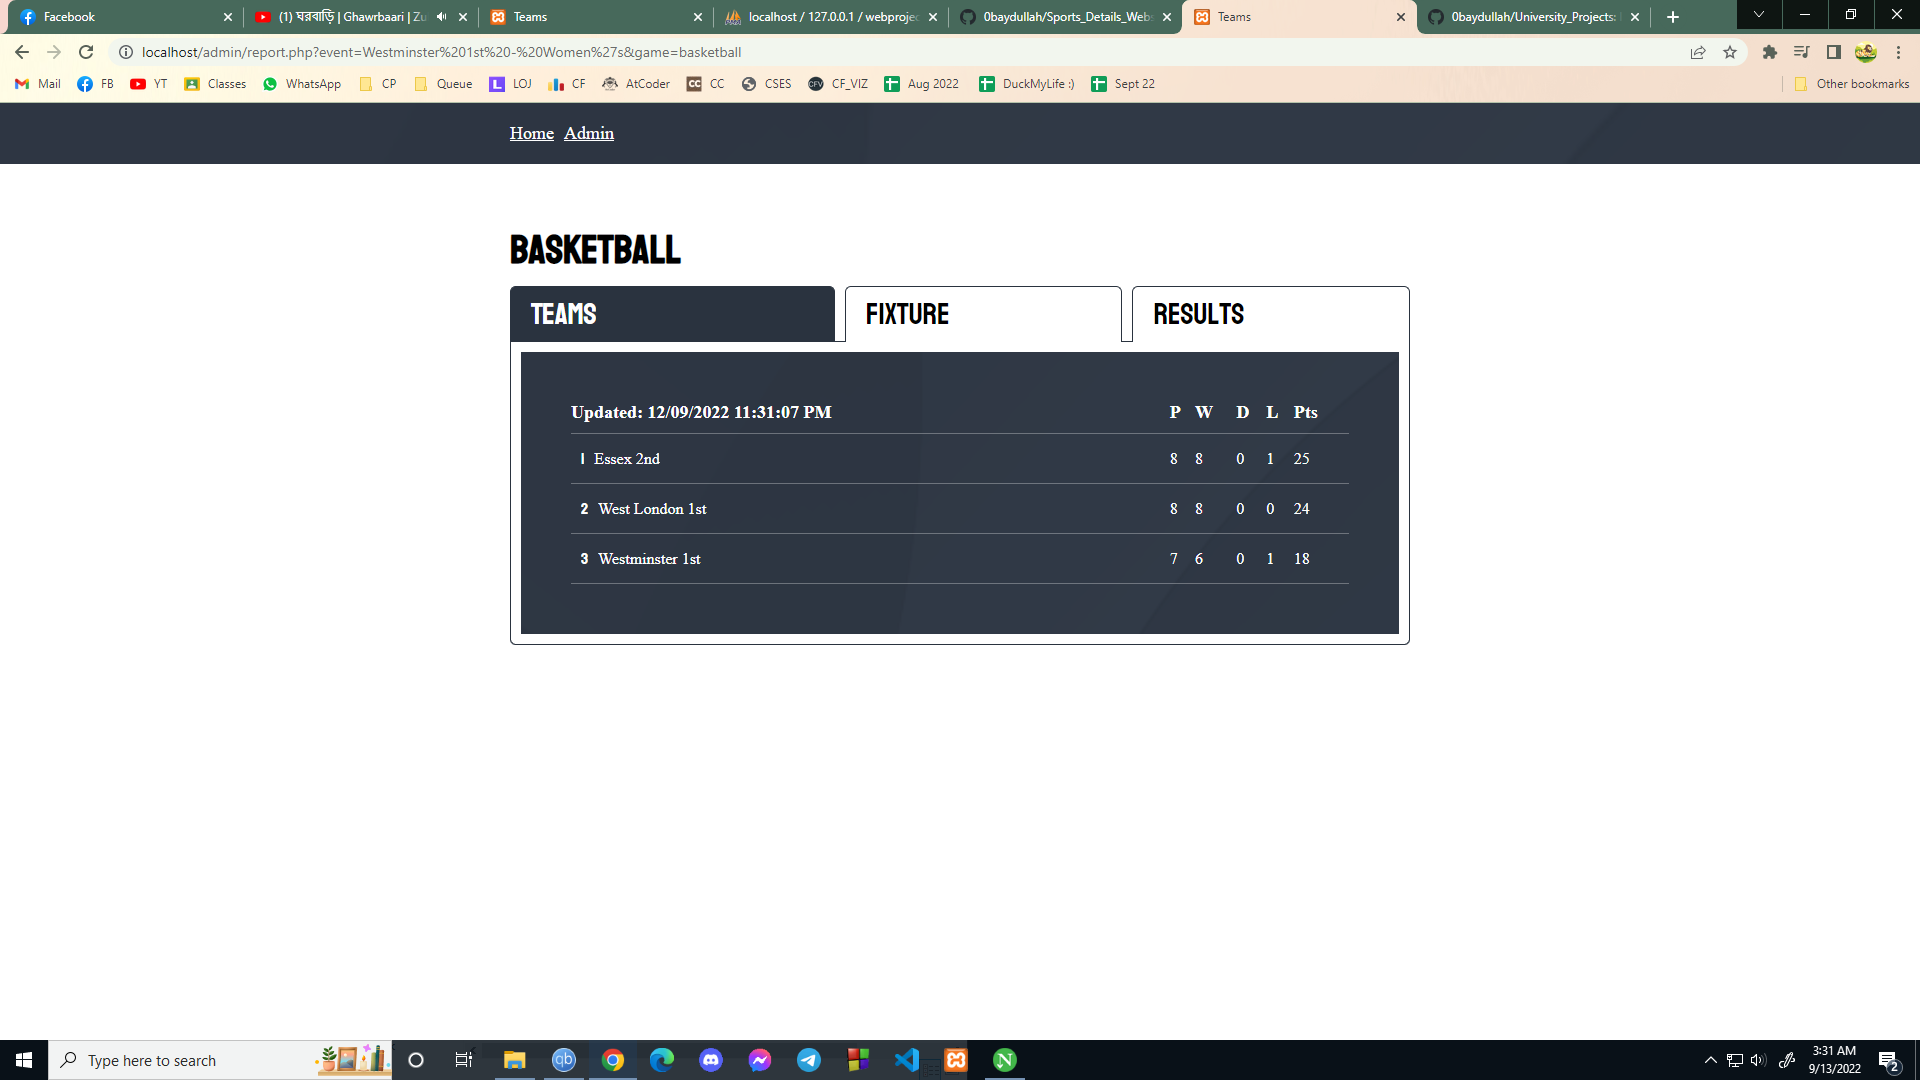 Facebook
(1) ঘরবাড়ি | Ghawrbaari | Zu
Teams
localhost / 127.0.0.1 / webprojec
0baydullah/Sports_Details_Webs
Teams
0baydullah/University_Projects:
localhost/admin/report.php?event=Westminster%201st%20-%20Women%27s&game=basketball
Mail FB YT Classes WhatsApp CP Queue LOJ CF AtCoder CC CSES CF_VIZ Aug 2022 DuckMyLife :) Sept 22 Other bookmarks
Home Admin
BASKETBALL
TEAMS FIXTURE RESULTS
Updated: 12/09/2022 11:31:07 PM P W D L Pts
1 Essex 2nd 8 8 0 1 25
2 West London 1st 8 8 0 0 24
3 Westminster 1st 7 6 0 1 18
Type here to search
3:31 AM
9/13/2022
2